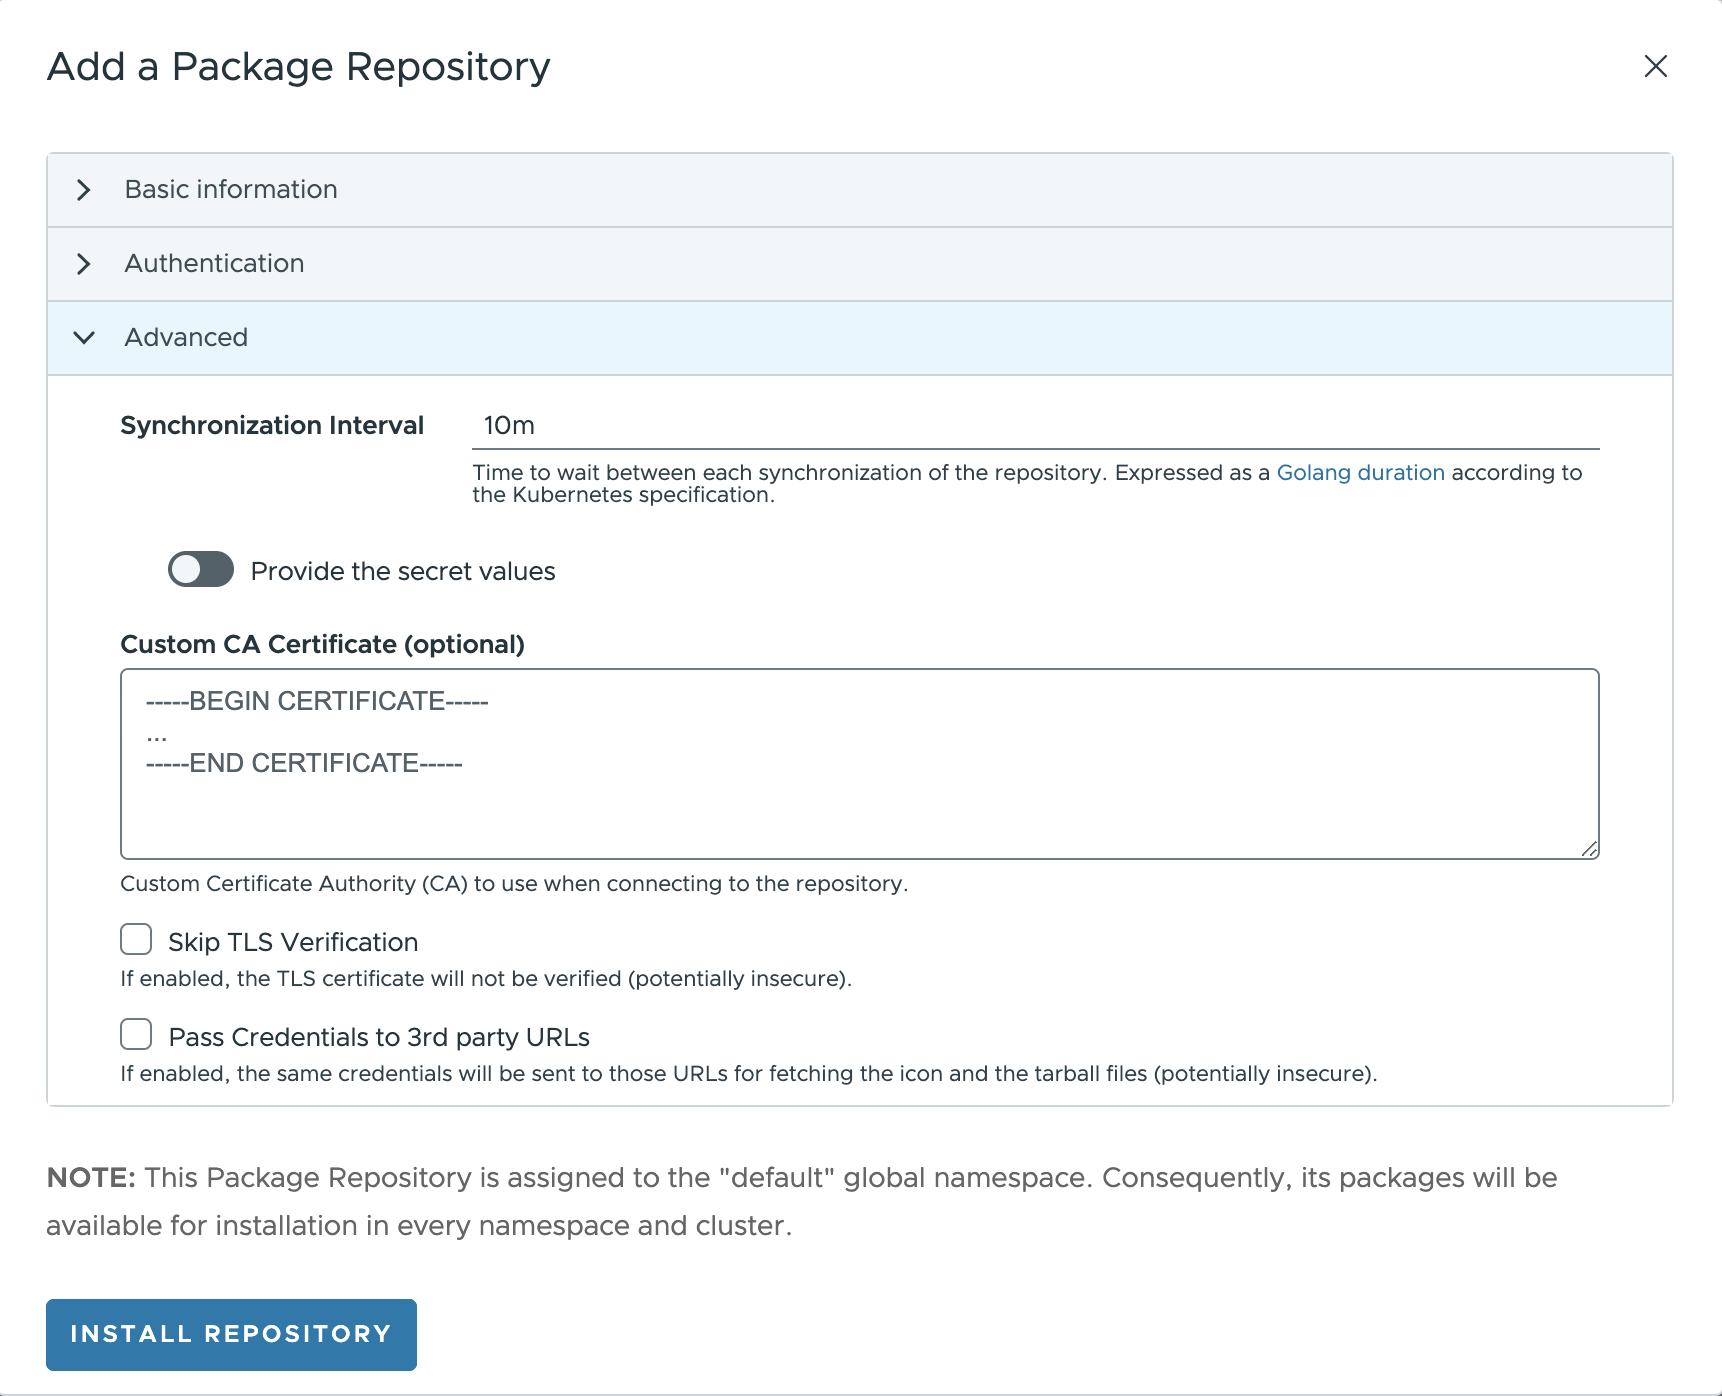 Add a Package Repository
Basic information
Authentication
Advanced
Synchronization Interval
10m
Time to wait between each synchronization of the repository. Expressed as a Golang duration according to
the Kubernetes specification.
Provide the secret values
Custom CA Certificate (optional)
-----BEGIN CERTIFICATE-----
...
-----END CERTIFICATE-----
Custom Certificate Authority (CA) to use when connecting to the repository.
Skip TLS Verification
If enabled, the TLS certificate will not be verified (potentially insecure).
Pass Credentials to 3rd party URLs
If enabled, the same credentials will be sent to those URLs for fetching the icon and the tarball files (potentially insecure).
NOTE: This Package Repository is assigned to the "default" global namespace. Consequently, its packages will be
available for installation in every namespace and cluster.
INSTALL REPOSITORY